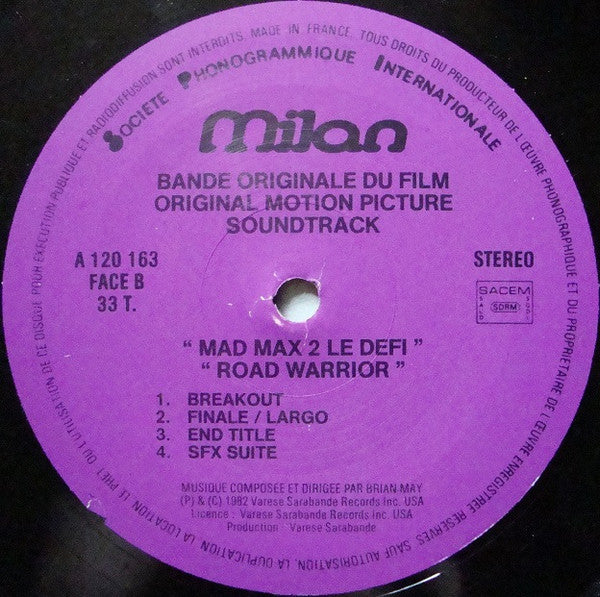 TOUS DROITS DU PRODUCTEUR DE L'ŒUVRE PHONOGRAPHIQUE ET DU PROPRIETAIRE DE L'ŒUVRE ENREGISTREE RESERVES. SAUF AUTORISATION, LA DUPLICATION, LA LOCATION, LE PRET OU L'UTILISATION DE CE DISQUE POUR EXECUTION PUBLIQUE ET RADIODIFFUSION SONT INTERDITS. MADE IN FRANCE.
SOCIETE PHONOGRAMMIQUE INTERNATIONALE
Milan
BANDE ORIGINALE DU FILM
ORIGINAL MOTION PICTURE
SOUNDTRACK
A 120 163
FACE B
33 T.
STEREO
SACEM
SDRM
" MAD MAX 2 LE DEFI "
" ROAD WARRIOR "
1. BREAKOUT
2. FINALE / LARGO
3. END TITLE
4. SFX SUITE
MUSIQUE COMPOSEE ET DIRIGEE PAR BRIAN MAY
(P) & (C) 1982 Varese Sarabande Records Inc. USA
Licence : Varese Sarabande Records Inc. USA
Production : Varese Sarabande